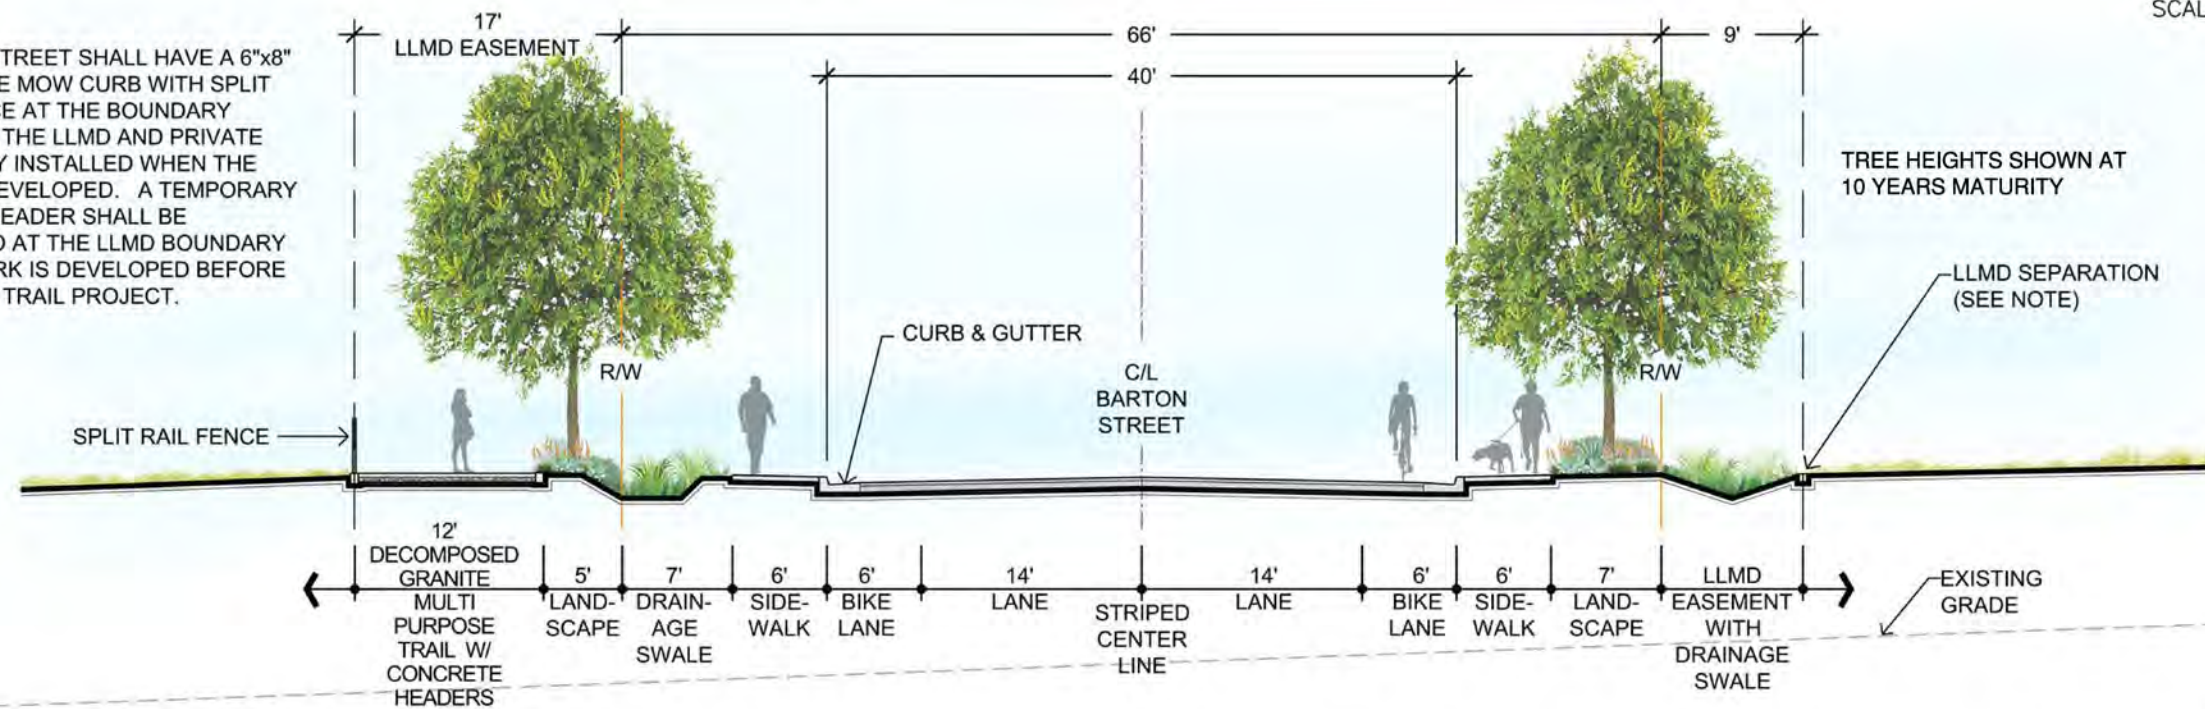 SCAL
17'
LLMD EASEMENT
66'
9'
40'
TREET SHALL HAVE A 6"x8"
E MOW CURB WITH SPLIT
E AT THE BOUNDARY
THE LLMD AND PRIVATE
Y INSTALLED WHEN THE
EVELOPED. A TEMPORARY
EADER SHALL BE
D AT THE LLMD BOUNDARY
RK IS DEVELOPED BEFORE
TRAIL PROJECT.
TREE HEIGHTS SHOWN AT
10 YEARS MATURITY
LLMD SEPARATION
(SEE NOTE)
CURB & GUTTER
R/W
C/L
BARTON
STREET
R/W
SPLIT RAIL FENCE
12'
DECOMPOSED
GRANITE
MULTI
PURPOSE
TRAIL W/
CONCRETE
HEADERS
5'
LAND-
SCAPE
7'
DRAIN-
AGE
SWALE
6'
SIDE-
WALK
6'
BIKE
LANE
14'
LANE
STRIPED
CENTER
LINE
14'
LANE
6'
BIKE
LANE
6'
SIDE-
WALK
7'
LAND-
SCAPE
LLMD
EASEMENT
WITH
DRAINAGE
SWALE
EXISTING
GRADE